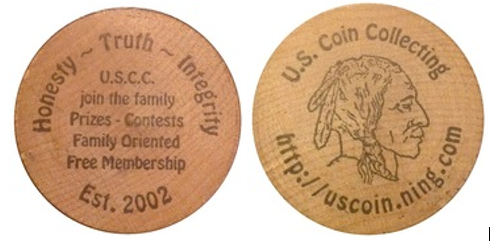 Honesty ~ Truth ~ Integrity
U.S.C.C.
join the family
Prizes - Contests
Family Oriented
Free Membership
Est. 2002
U.S. Coin Collecting
http://uscoin.ning.com